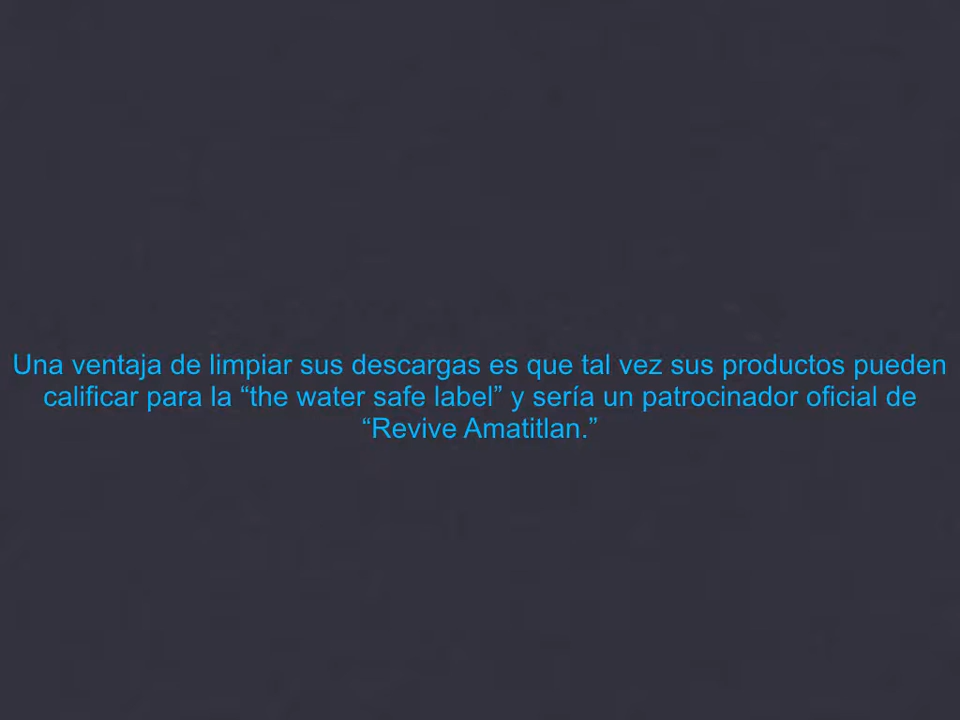 Una ventaja de limpiar sus descargas es que tal vez sus productos pueden
calificar para la “the water safe label” y sería un patrocinador oficial de
“Revive Amatitlan.”